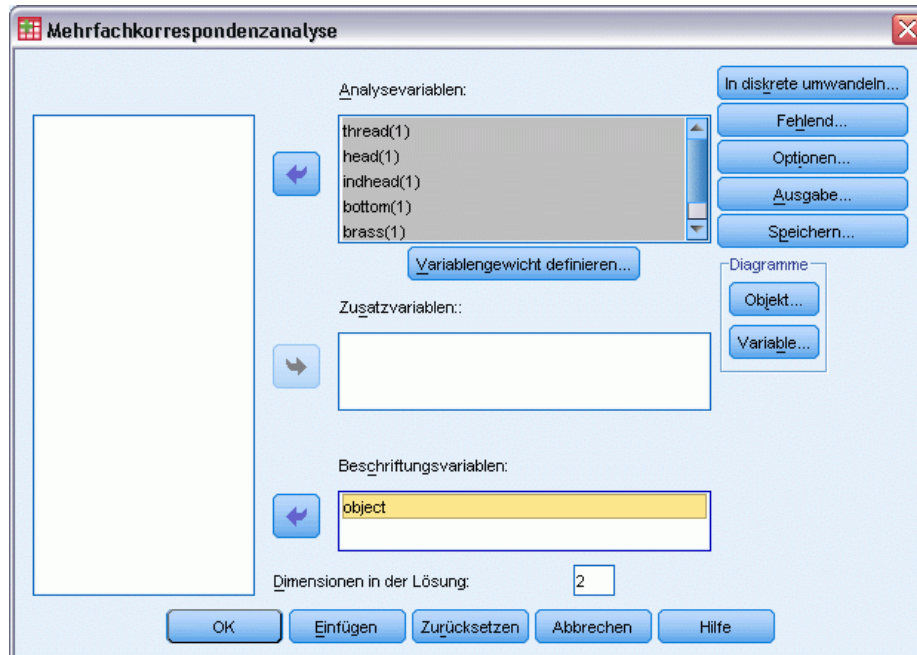 Mehrfachkorrespondenzanalyse
Analysevariablen:
thread(1)
head(1)
indhead(1)
bottom(1)
brass(1)
Variablengewicht definieren...
Zusatzvariablen::
Beschriftungsvariablen:
object
Dimensionen in der Lösung:
2
In diskrete umwandeln...
Fehlend...
Optionen...
Ausgabe...
Speichern...
Diagramme
Objekt...
Variable...
OK
Einfügen
Zurücksetzen
Abbrechen
Hilfe